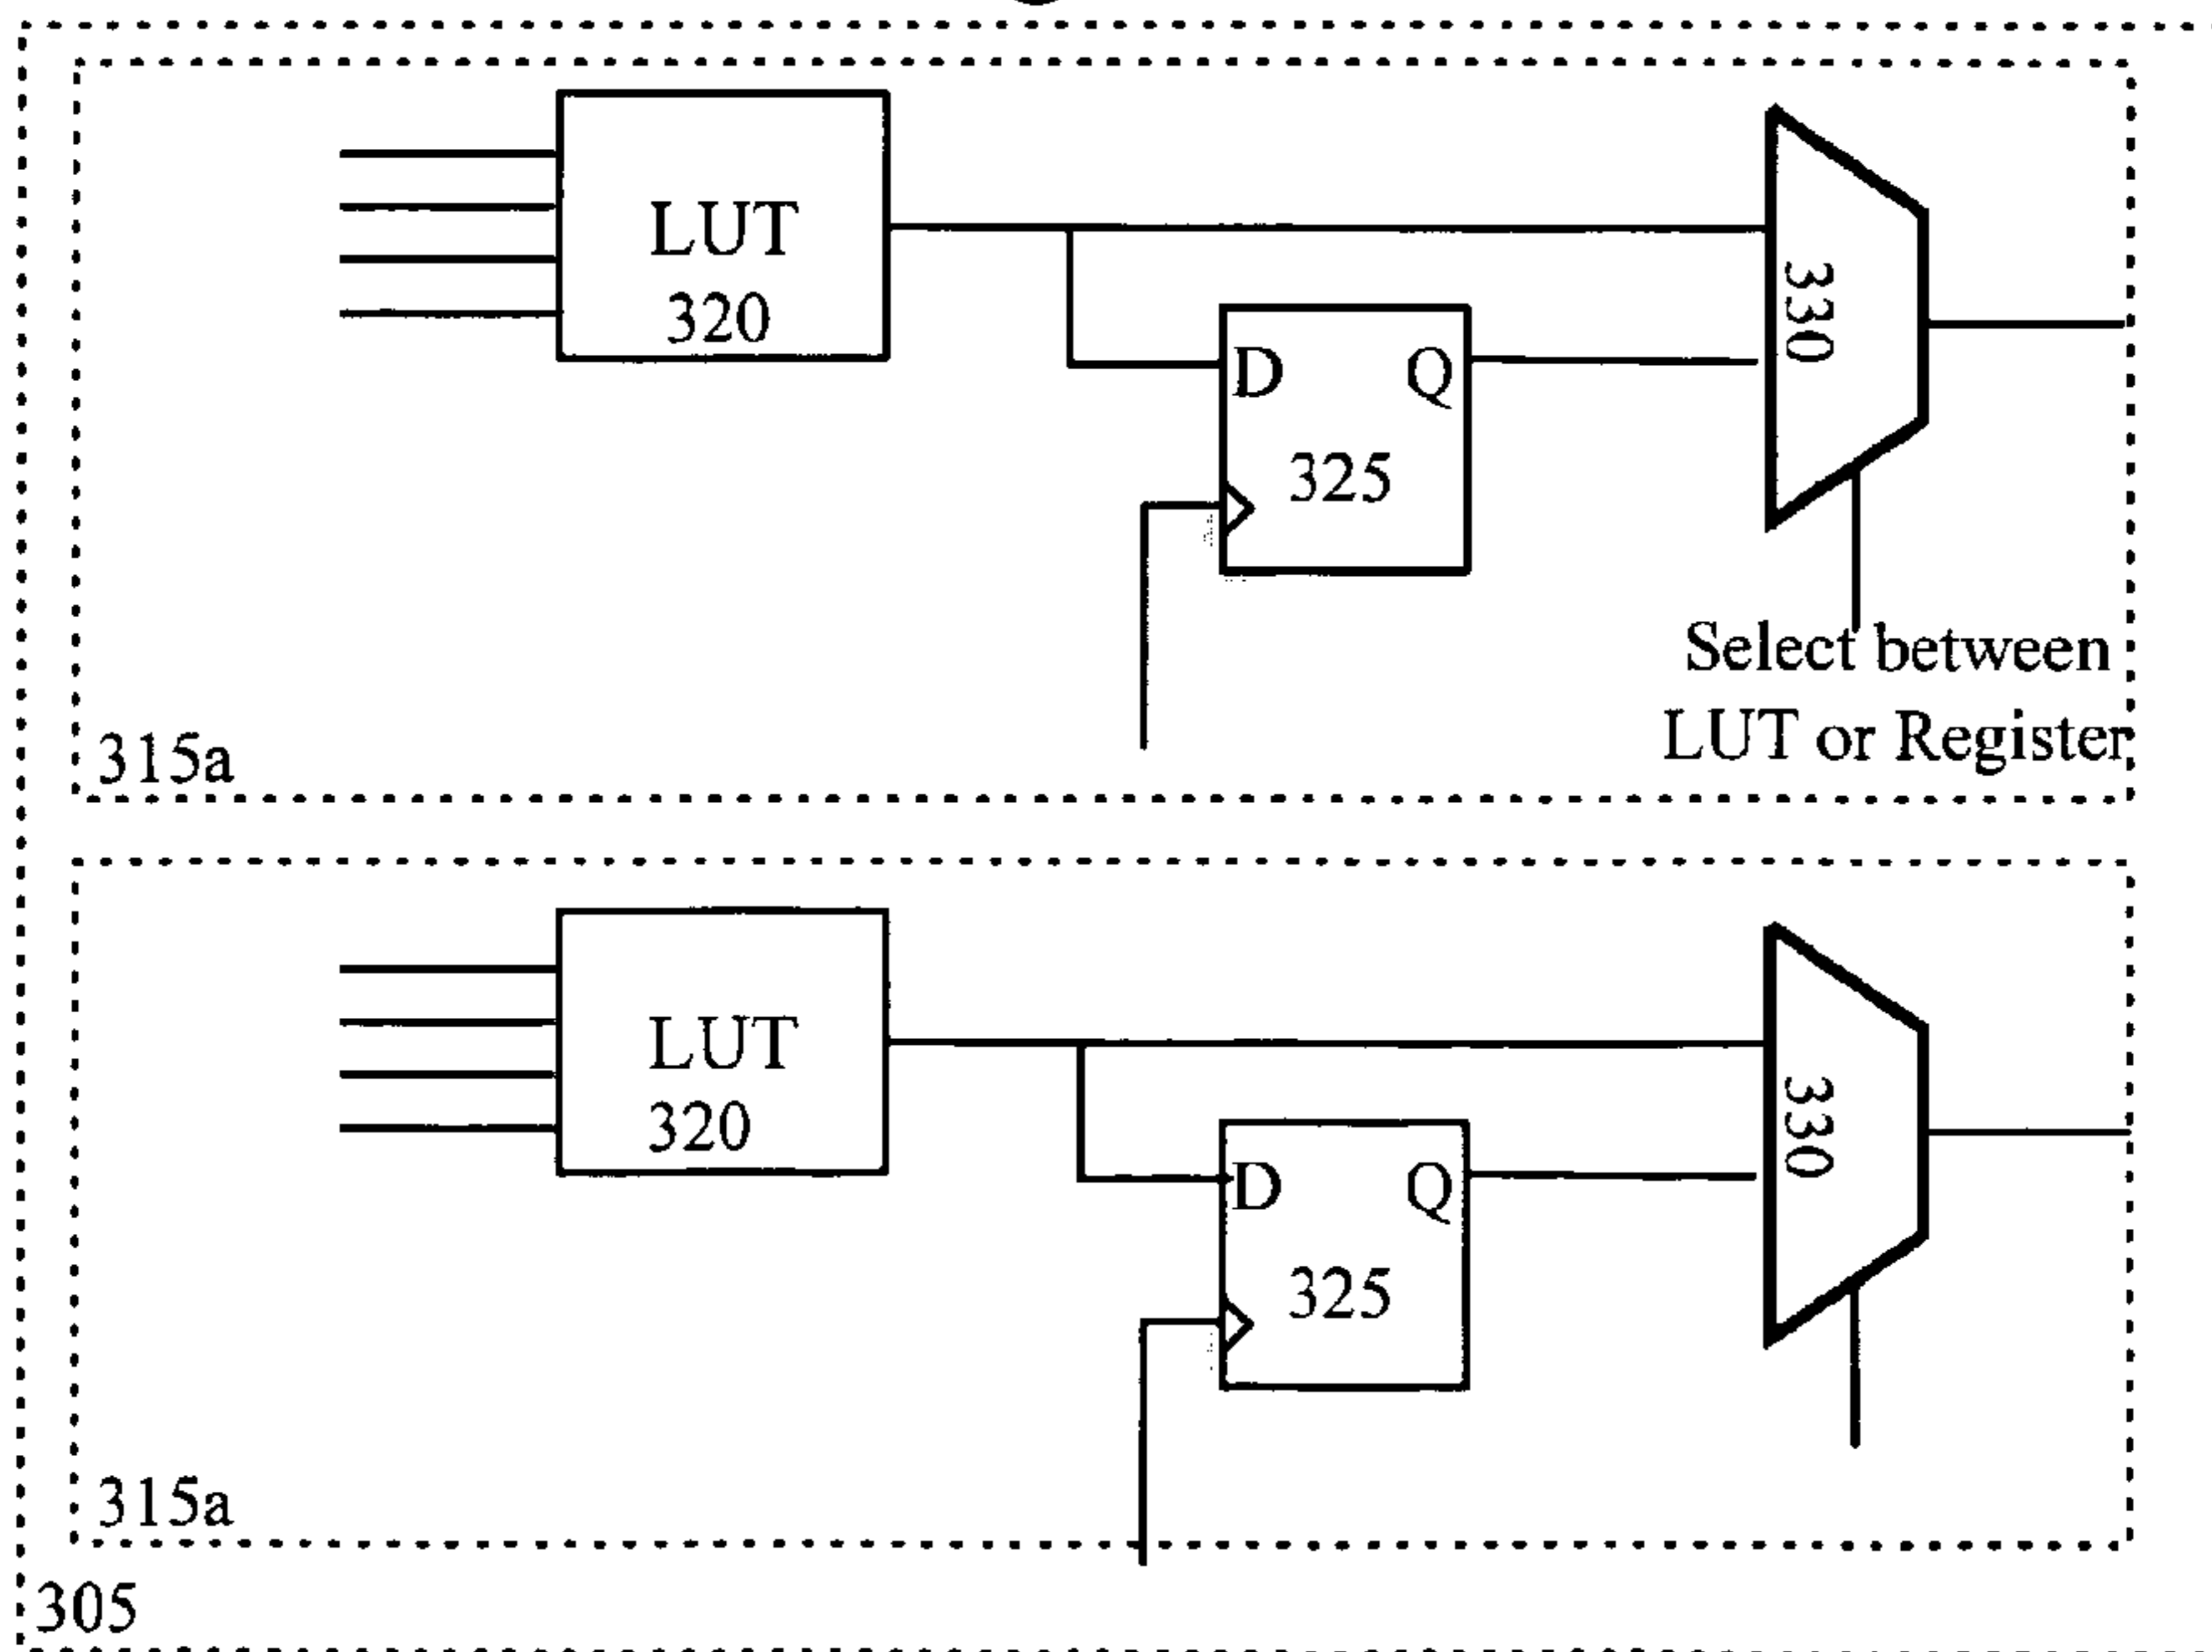 LUT
320
330
D Q
325
Select between
LUT or Register
315a
LUT
320
330
D Q
325
315a
305